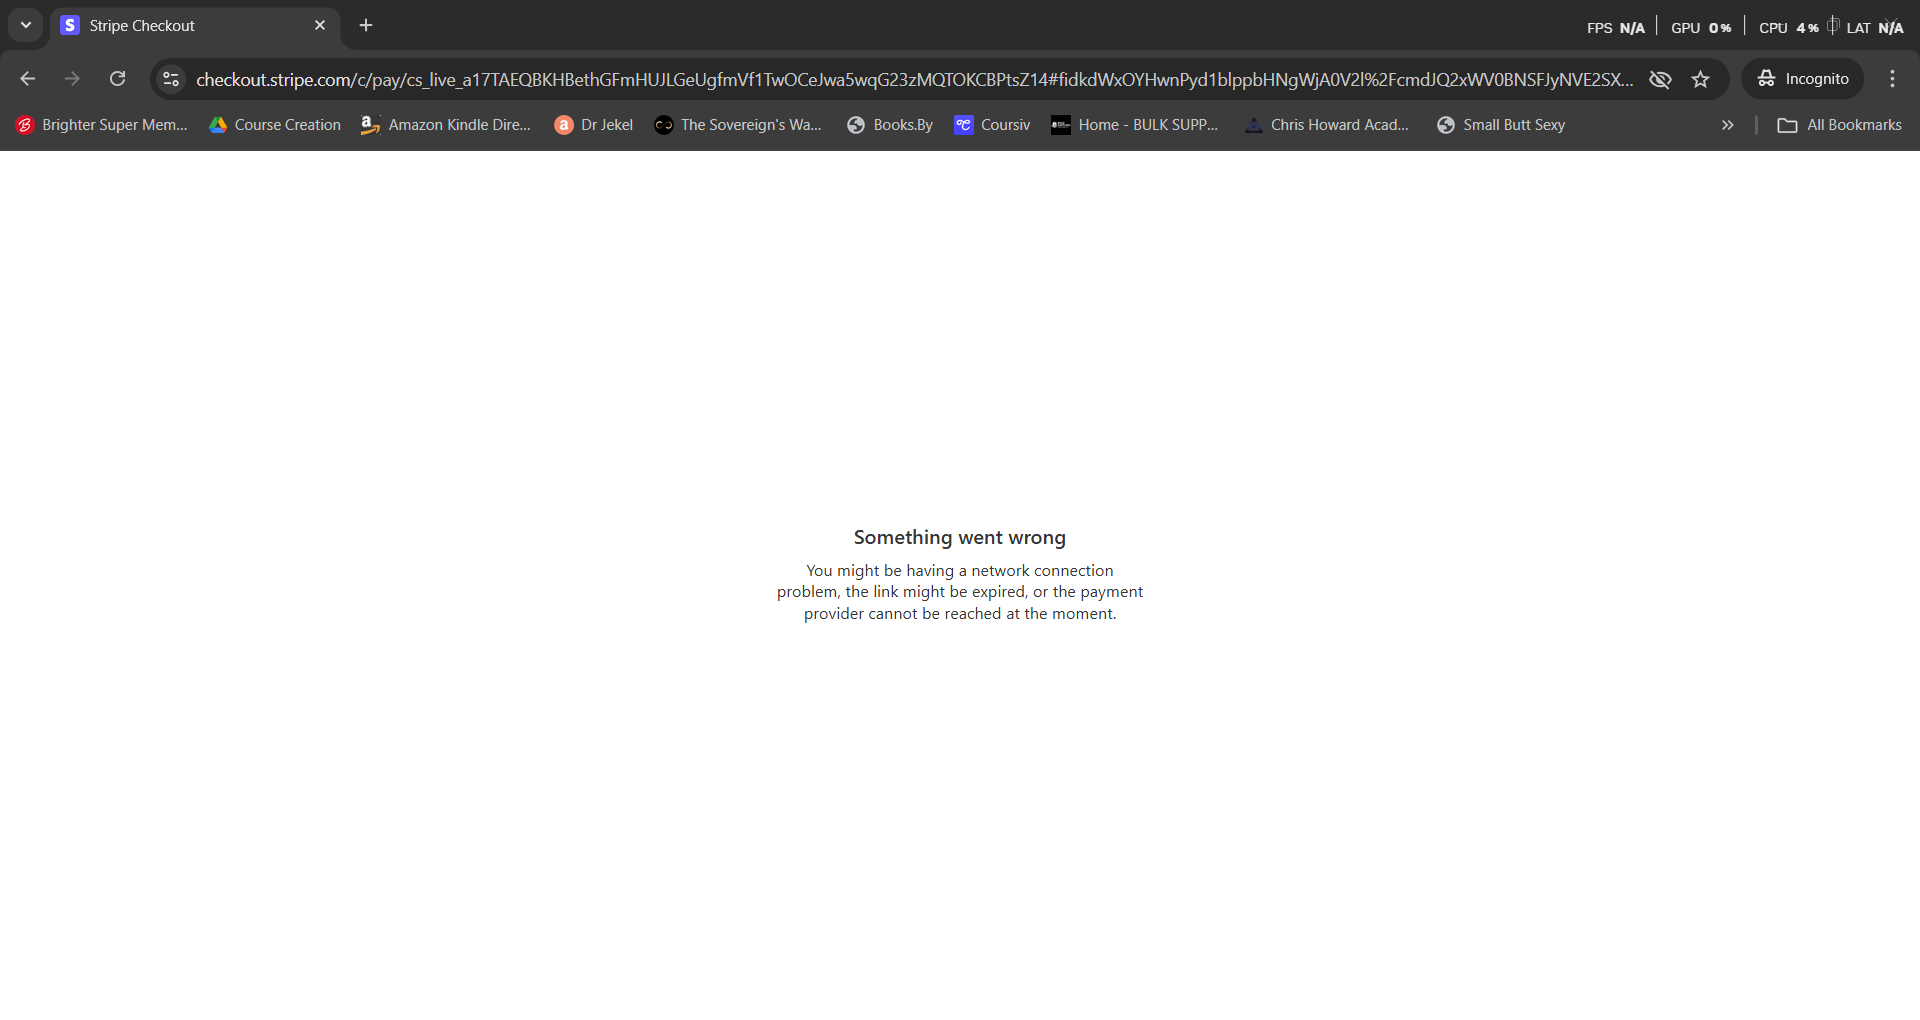 Stripe Checkout
FPS N/A GPU 0% CPU 4% LAT N/A
checkout.stripe.com/c/pay/cs_live_a17TAEQBKHBethGFmHUJLGeUgfmVf1TwOCeJwa5wqG23zMQTOKCBPtsZ14#fidkdWxOYHwnPyd1blppbHNgWjA0V2l%2FcmdJQ2xWV0BNSFJyNVE2SX...
Incognito
Brighter Super Mem... Course Creation Amazon Kindle Dire... Dr Jekel The Sovereign's Wa... Books.By Coursiv Home - BULK SUPP... Chris Howard Acad... Small Butt Sexy » All Bookmarks
Something went wrong
You might be having a network connection
problem, the link might be expired, or the payment
provider cannot be reached at the moment.